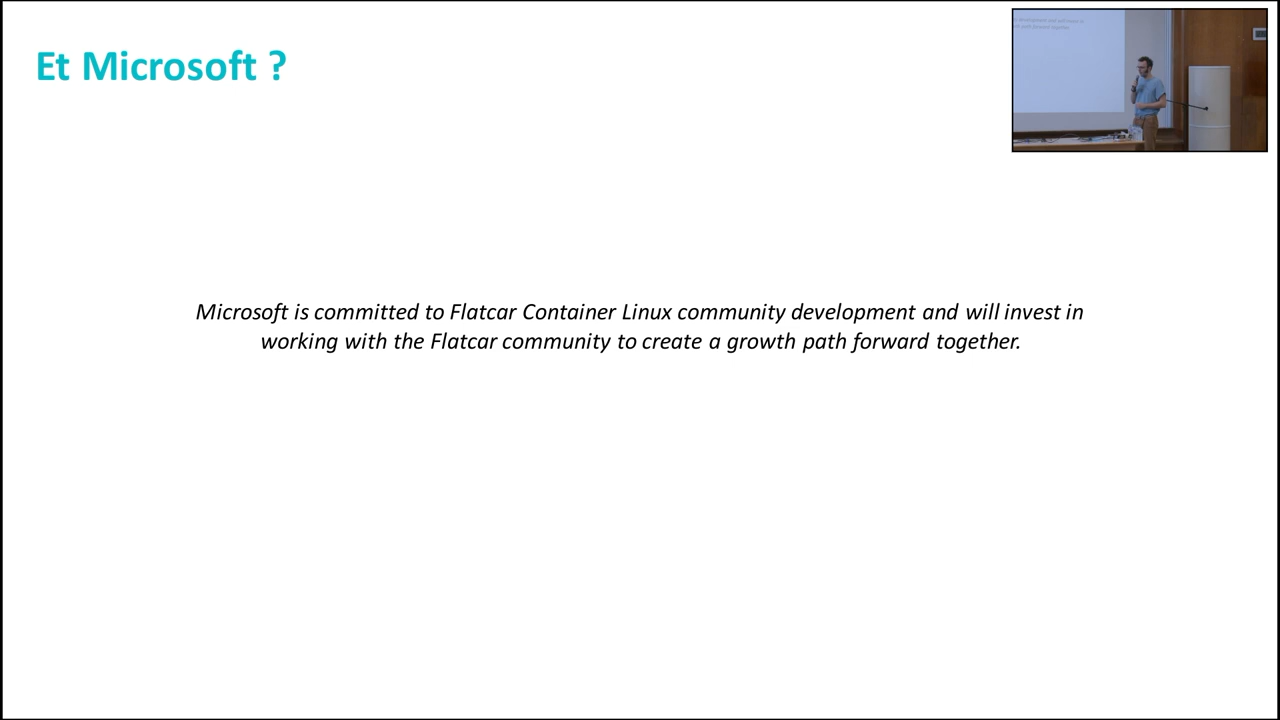 Et Microsoft ?
Microsoft is committed to Flatcar Container Linux community development and will invest in
working with the Flatcar community to create a growth path forward together.